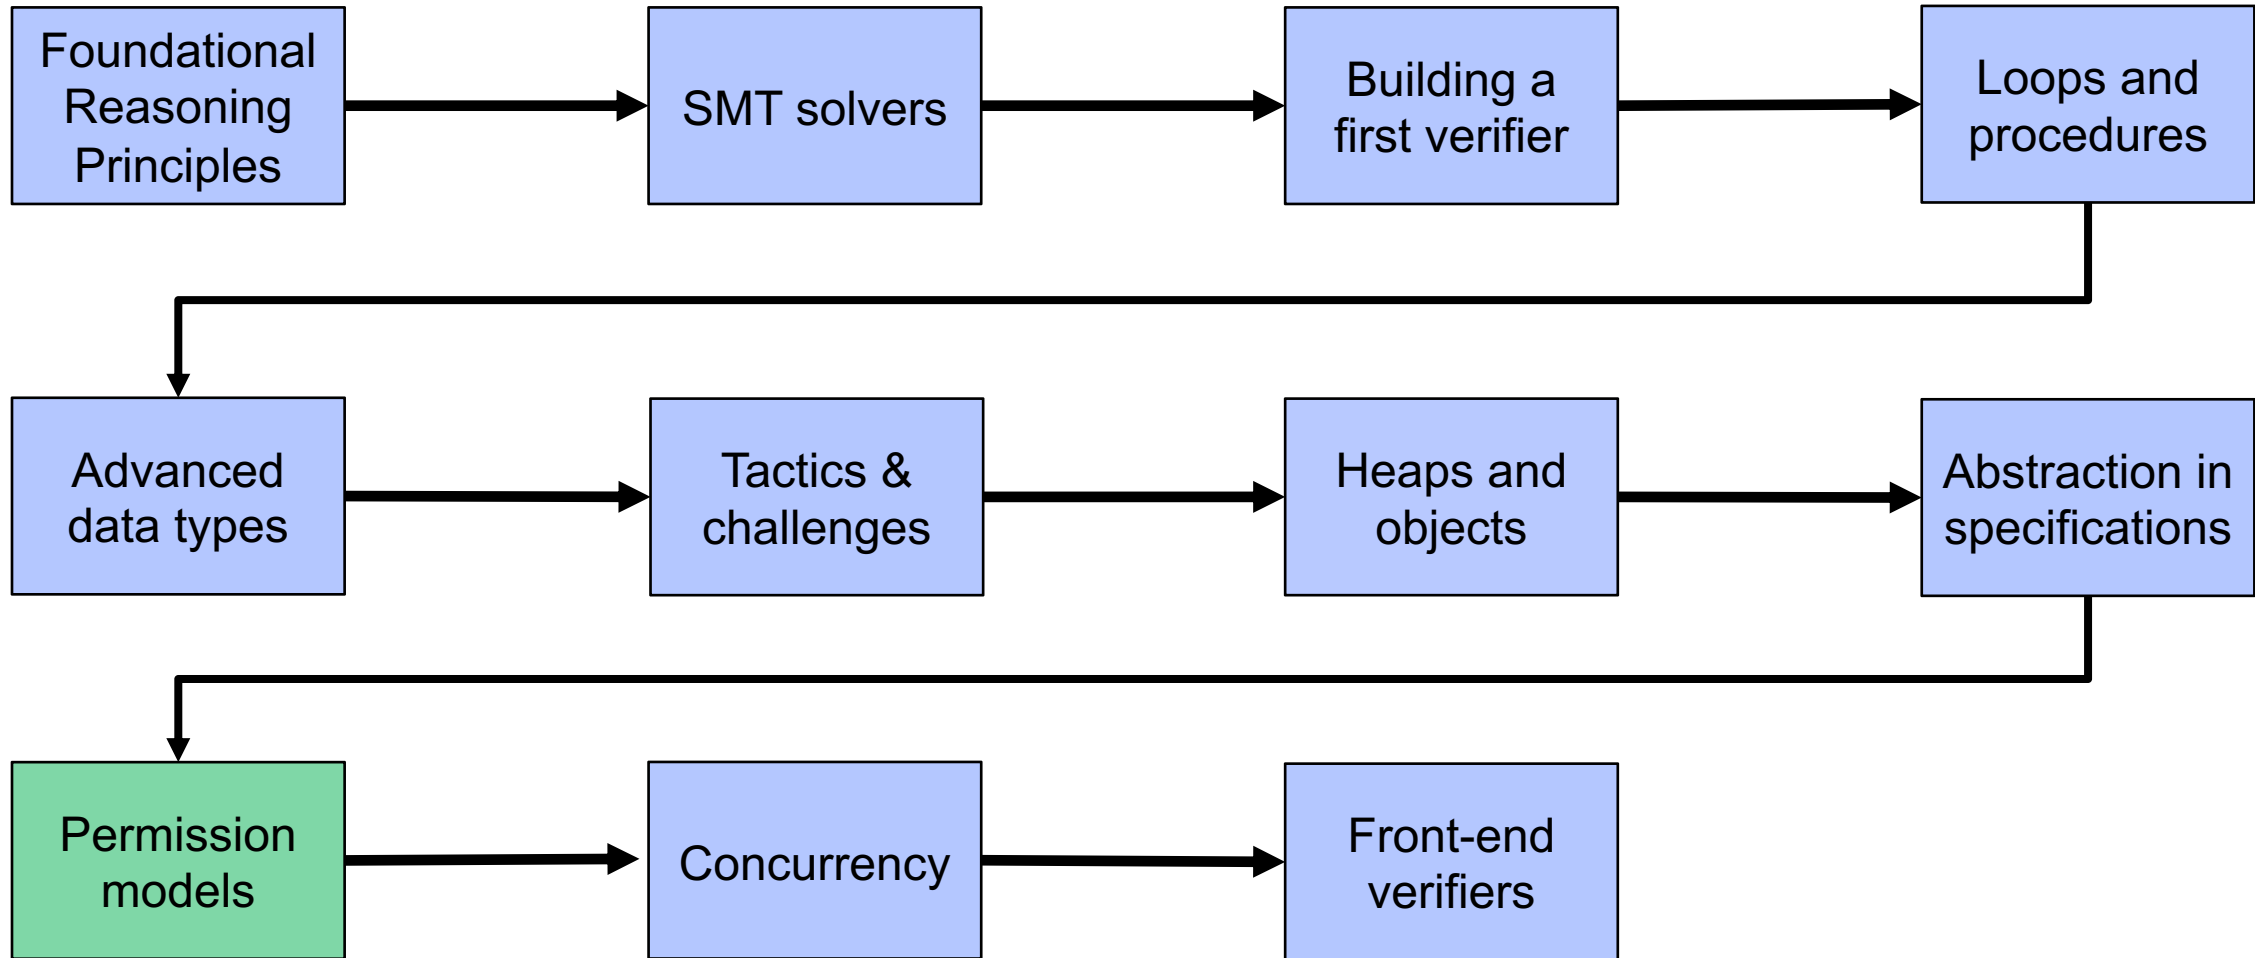 Foundational
Reasoning
Principles
SMT solvers
Building a
first verifier
Loops and
procedures
Advanced
data types
Tactics &
challenges
Heaps and
objects
Abstraction in
specifications
Permission
models
Concurrency
Front-end
verifiers